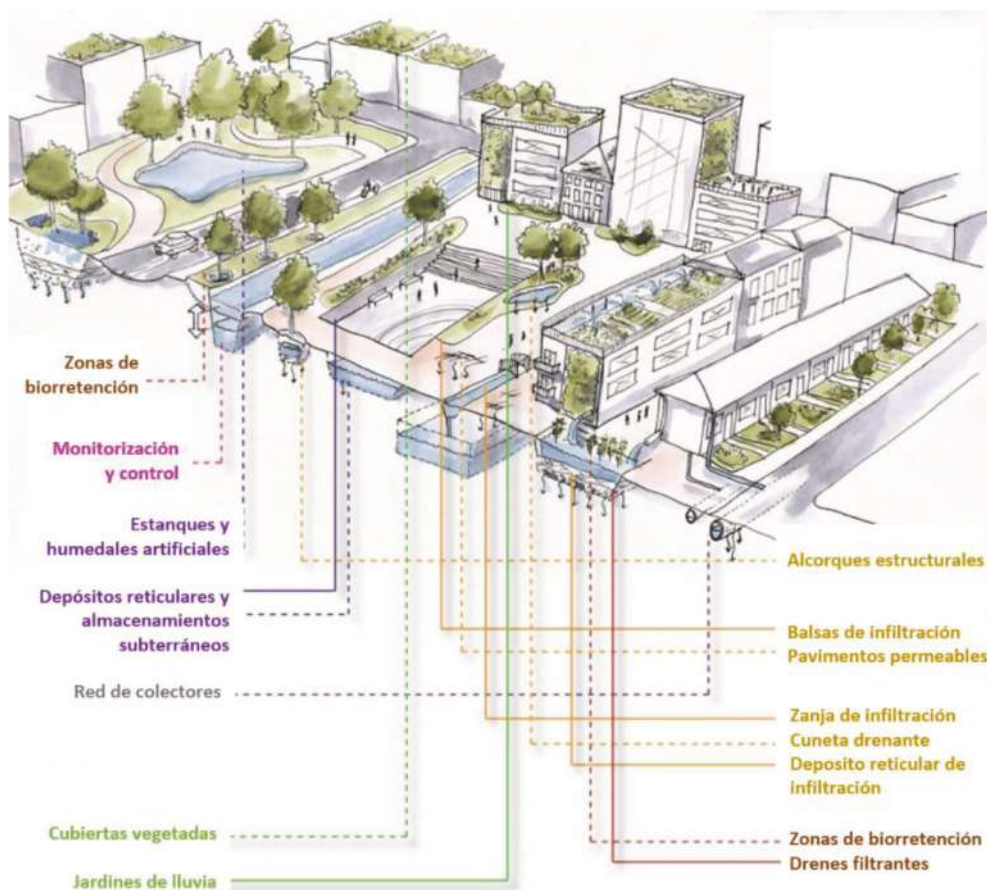 Zonas de
biorretención
Monitorización
y control
Estanques y
humedales artificiales
Depósitos reticulares y
almacenamientos
subterráneos
Red de colectores
Cubiertas vegetadas
Jardines de lluvia
Alcorques estructurales
Balsas de infiltración
Pavimentos permeables
Zanja de infiltración
Cuneta drenante
Deposito reticular de
infiltración
Zonas de biorretención
Drenes filtrantes